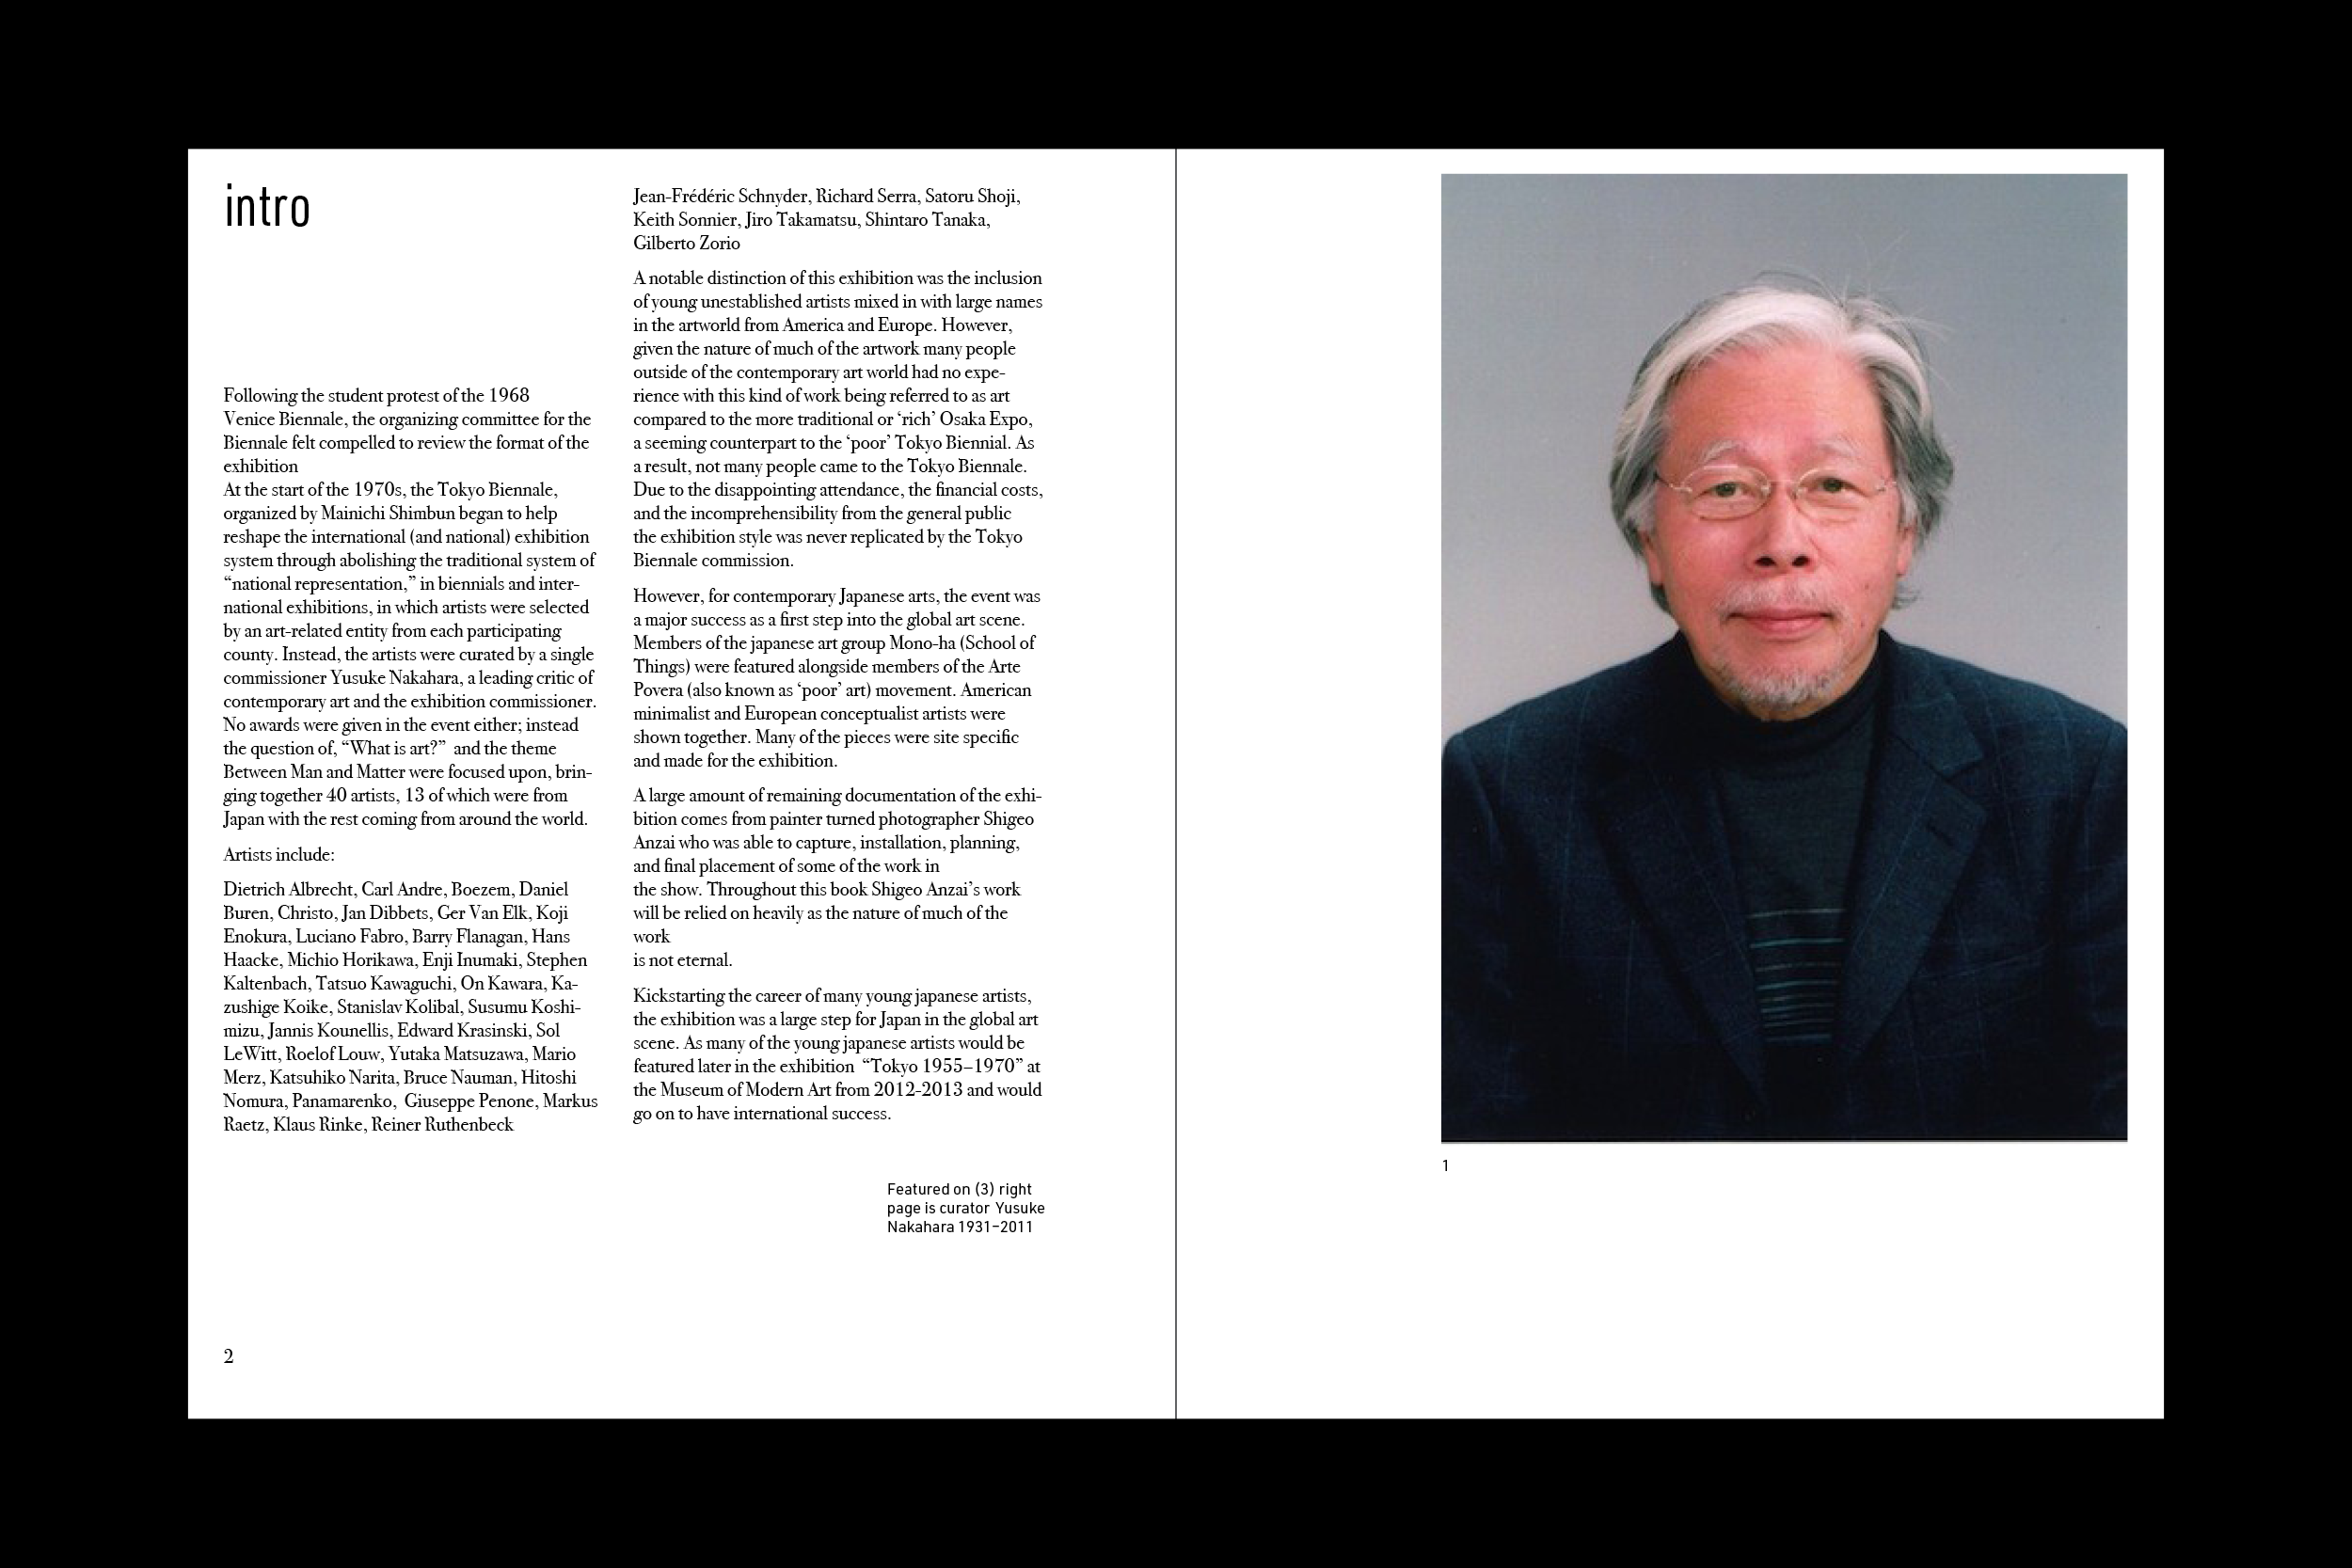 intro
Following the student protest of the 1968
Venice Biennale, the organizing committee for the
Biennale felt compelled to review the format of the
exhibition
At the start of the 1970s, the Tokyo Biennale,
organized by Mainichi Shimbun began to help
reshape the international (and national) exhibition
system through abolishing the traditional system of
“national representation,” in biennials and inter-
national exhibitions, in which artists were selected
by an art-related entity from each participating
county. Instead, the artists were curated by a single
commissioner Yusuke Nakahara, a leading critic of
contemporary art and the exhibition commissioner.
No awards were given in the event either; instead
the question of, “What is art?”  and the theme
Between Man and Matter were focused upon, brin-
ging together 40 artists, 13 of which were from
Japan with the rest coming from around the world.
Artists include:
Dietrich Albrecht, Carl Andre, Boezem, Daniel
Buren, Christo, Jan Dibbets, Ger Van Elk, Koji
Enokura, Luciano Fabro, Barry Flanagan, Hans
Haacke, Michio Horikawa, Enji Inumaki, Stephen
Kaltenbach, Tatsuo Kawaguchi, On Kawara, Ka-
zushige Koike, Stanislav Kolibal, Susumu Koshi-
mizu, Jannis Kounellis, Edward Krasinski, Sol
LeWitt, Roelof Louw, Yutaka Matsuzawa, Mario
Merz, Katsuhiko Narita, Bruce Nauman, Hitoshi
Nomura, Panamarenko,  Giuseppe Penone, Markus
Raetz, Klaus Rinke, Reiner Ruthenbeck
Jean-Frédéric Schnyder, Richard Serra, Satoru Shoji,
Keith Sonnier, Jiro Takamatsu, Shintaro Tanaka,
Gilberto Zorio
A notable distinction of this exhibition was the inclusion
of young unestablished artists mixed in with large names
in the artworld from America and Europe. However,
given the nature of much of the artwork many people
outside of the contemporary art world had no expe-
rience with this kind of work being referred to as art
compared to the more traditional or ‘rich’ Osaka Expo,
a seeming counterpart to the ‘poor’ Tokyo Biennial. As
a result, not many people came to the Tokyo Biennale.
Due to the disappointing attendance, the financial costs,
and the incomprehensibility from the general public
the exhibition style was never replicated by the Tokyo
Biennale commission.
However, for contemporary Japanese arts, the event was
a major success as a first step into the global art scene.
Members of the japanese art group Mono-ha (School of
Things) were featured alongside members of the Arte
Povera (also known as ‘poor’ art) movement. American
minimalist and European conceptualist artists were
shown together. Many of the pieces were site specific
and made for the exhibition.
A large amount of remaining documentation of the exhi-
bition comes from painter turned photographer Shigeo
Anzai who was able to capture, installation, planning,
and final placement of some of the work in
the show. Throughout this book Shigeo Anzai’s work
will be relied on heavily as the nature of much of the
work
is not eternal.
Kickstarting the career of many young japanese artists,
the exhibition was a large step for Japan in the global art
scene. As many of the young japanese artists would be
featured later in the exhibition  “Tokyo 1955–1970” at
the Museum of Modern Art from 2012-2013 and would
go on to have international success.
Featured on (3) right
page is curator Yusuke
Nakahara 1931–2011
2
1